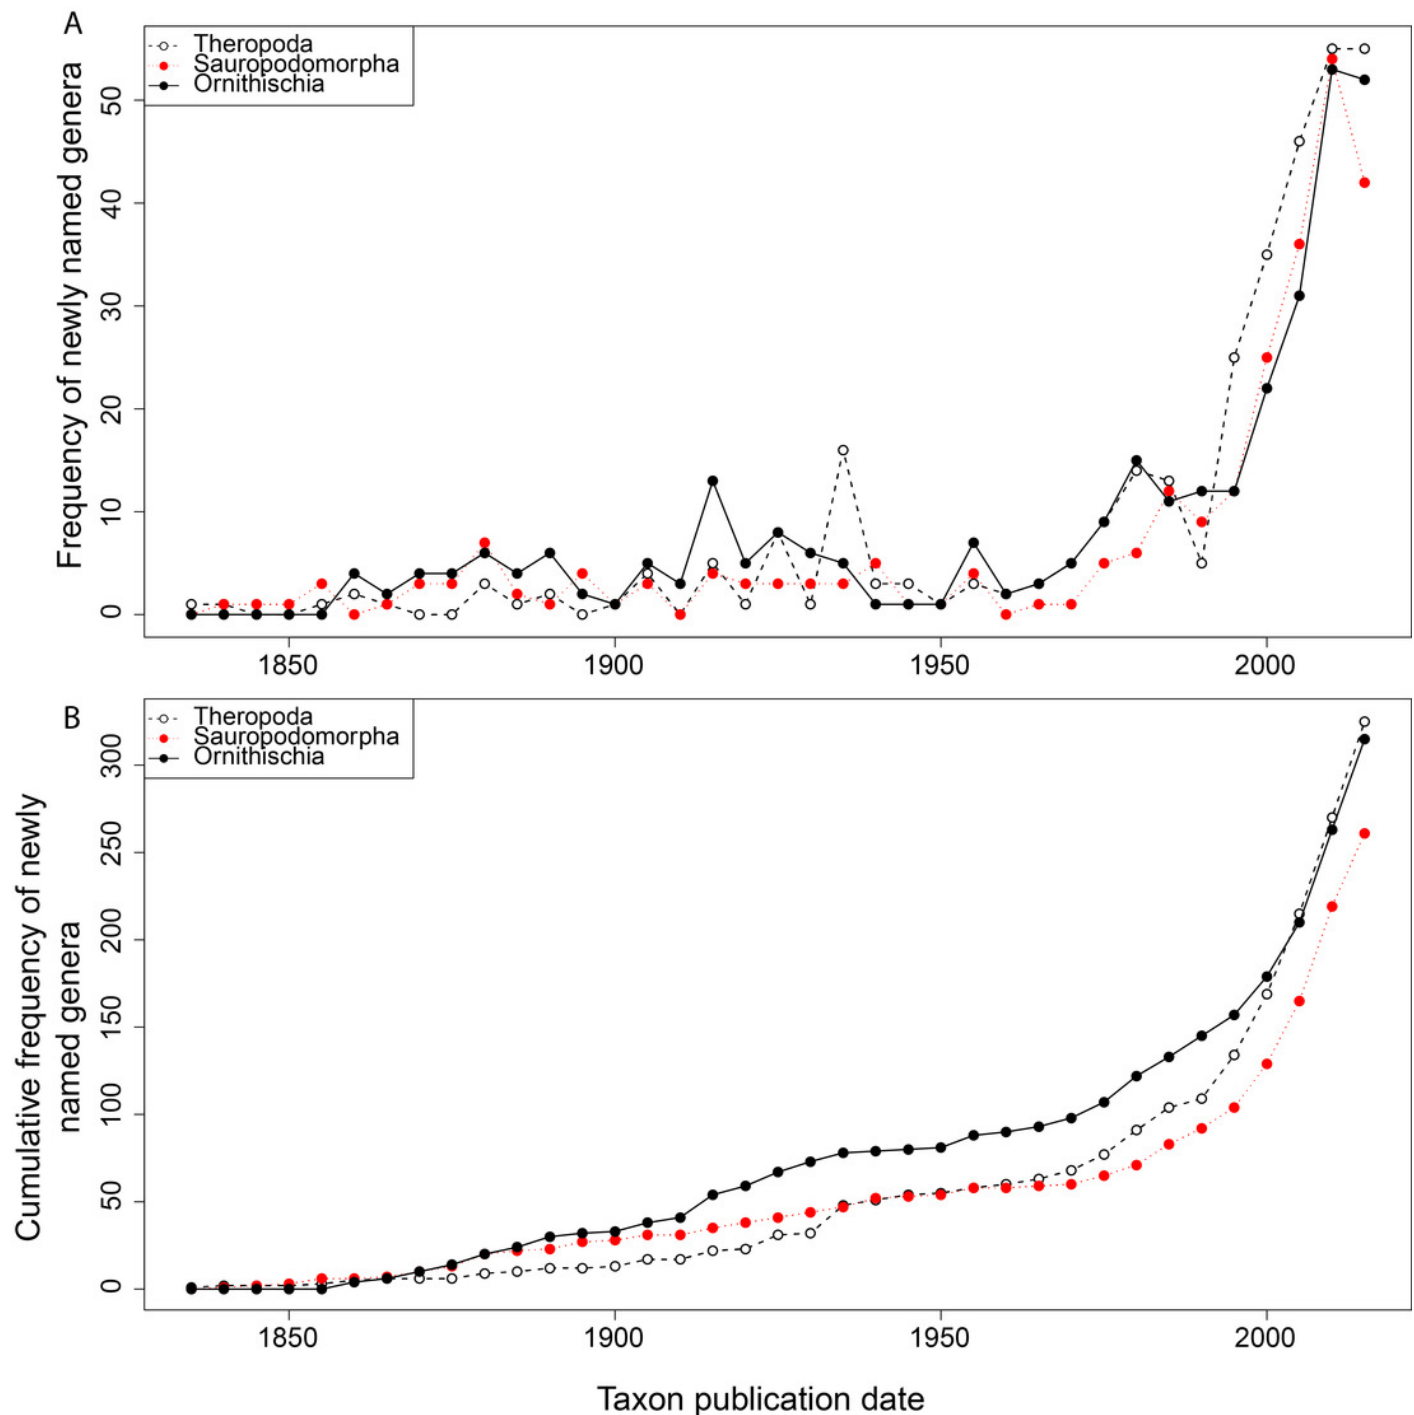 A
Theropoda
Sauropodomorpha
Ornithischia
Frequency of newly named genera
50
40
30
20
10
0
1850 1900 1950 2000
B
Theropoda
Sauropodomorpha
Ornithischia
Cumulative frequency of newly
named genera
300
250
200
150
100
50
0
1850 1900 1950 2000
Taxon publication date